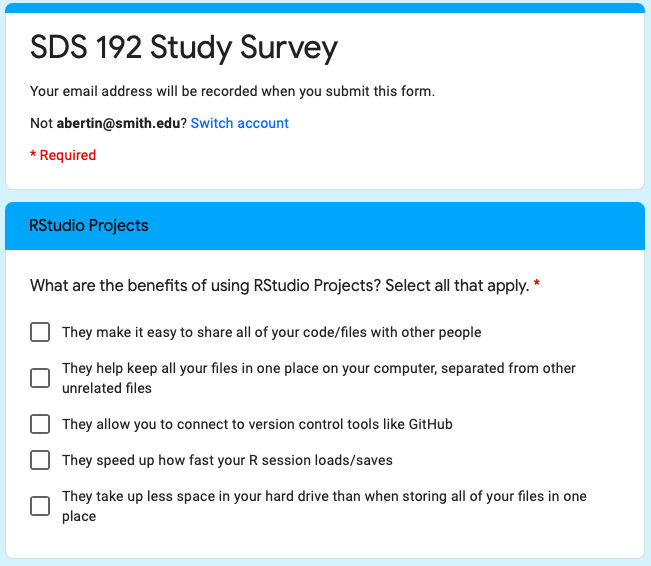 SDS 192 Study Survey
Your email address will be recorded when you submit this form.
Not abertin@smith.edu? Switch account
* Required
RStudio Projects
What are the benefits of using RStudio Projects? Select all that apply. *
They make it easy to share all of your code/files with other people
They help keep all your files in one place on your computer, separated from other
unrelated files
They allow you to connect to version control tools like GitHub
They speed up how fast your R session loads/saves
They take up less space in your hard drive than when storing all of your files in one
place